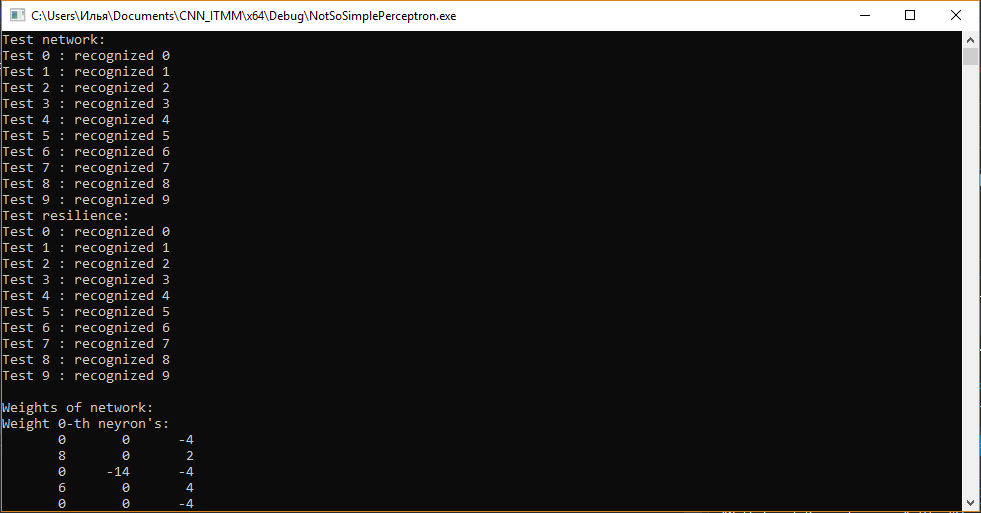 C:\Users\Илья\Documents\CNN_ITMM\x64\Debug\NotSoSimplePerceptron.exe
Test network:
Test 0 : recognized 0
Test 1 : recognized 1
Test 2 : recognized 2
Test 3 : recognized 3
Test 4 : recognized 4
Test 5 : recognized 5
Test 6 : recognized 6
Test 7 : recognized 7
Test 8 : recognized 8
Test 9 : recognized 9
Test resilience:
Test 0 : recognized 0
Test 1 : recognized 1
Test 2 : recognized 2
Test 3 : recognized 3
Test 4 : recognized 4
Test 5 : recognized 5
Test 6 : recognized 6
Test 7 : recognized 7
Test 8 : recognized 8
Test 9 : recognized 9
Weights of network:
Weight 0-th neyron's:
0 0 -4
8 0 2
0 -14 -4
6 0 4
0 0 -4